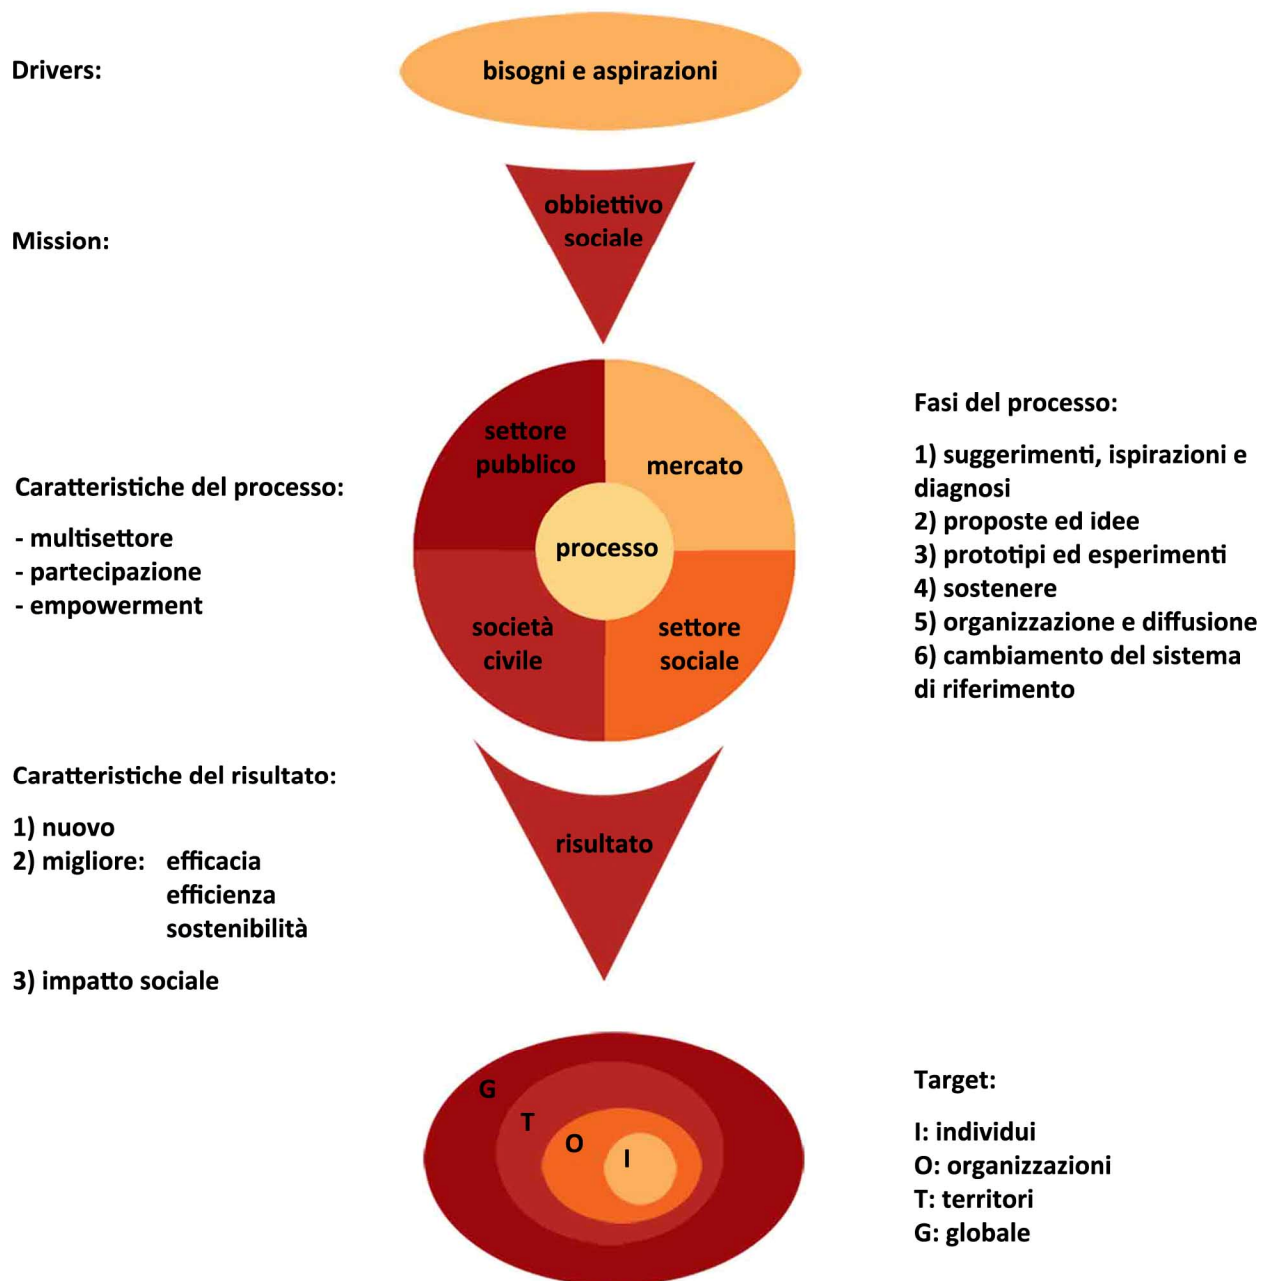 Drivers:
bisogni e aspirazioni
Mission:
obbiettivo
sociale
Caratteristiche del processo:
- multisettore
- partecipazione
- empowerment
settore
pubblico
mercato
processo
società
civile
settore
sociale
Fasi del processo:
1) suggerimenti, ispirazioni e
diagnosi
2) proposte ed idee
3) prototipi ed esperimenti
4) sostenere
5) organizzazione e diffusione
6) cambiamento del sistema
di riferimento
Caratteristiche del risultato:
1) nuovo
2) migliore: efficacia
efficienza
sostenibilità
3) impatto sociale
risultato
G
T
O
I
Target:
I: individui
O: organizzazioni
T: territori
G: globale